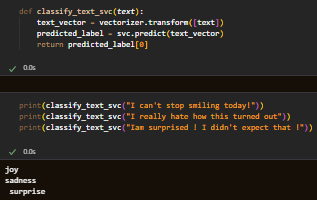 def classify_text_svc(text):
    text_vector = vectorizer.transform([text])
    predicted_label = svc.predict(text_vector)
    return predicted_label[0]
✓ 0.0s
print(classify_text_svc("I can't stop smiling today!"))
print(classify_text_svc("I really hate how this turned out"))
print(classify_text_svc("Iam surprised ! I didn't expect that !"))
✓ 0.0s
joy
sadness
 surprise